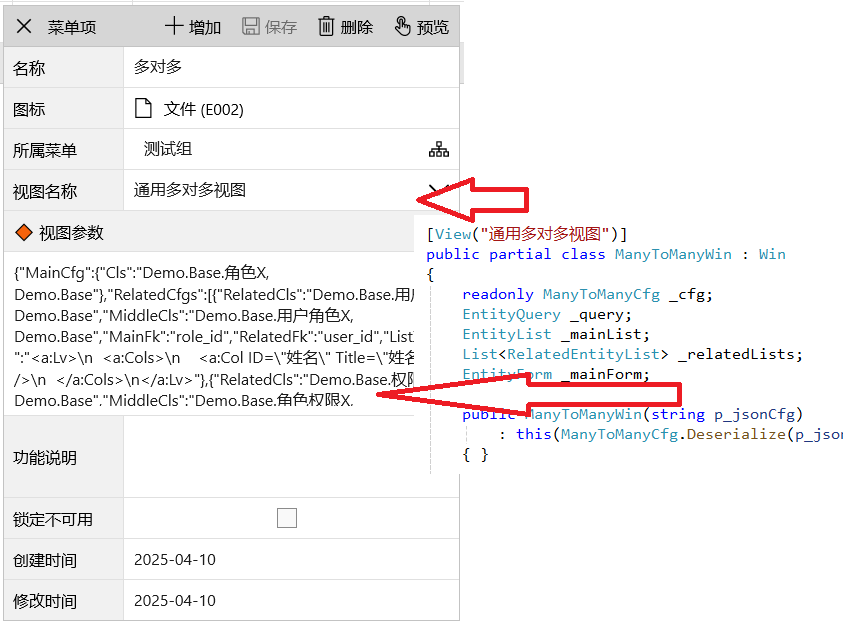 菜单项 增加 保存 删除 预览
名称 多对多
图标 文件 (E002)
所属菜单 测试组
视图名称 通用多对多视图
视图参数
{"MainCfg":{"Cls":"Demo.Base.角色X,
Demo.Base"},"RelatedCfgs":[{"RelatedCls":"Demo.Base.用户
Demo.Base","MiddleCls":"Demo.Base.用户角色X,
Demo.Base","MainFk":"role_id","RelatedFk":"user_id","List
":"<a:Lv>\n  <a:Cols>\n    <a:Col ID=\"姓名\" Title=\"姓名
/>\n  </a:Cols>\n</a:Lv>"},{"RelatedCls":"Demo.Base.权限
Demo.Base","MiddleCls":"Demo.Base.角色权限X,
功能说明
锁定不可用
创建时间 2025-04-10
修改时间 2025-04-10
[View("通用多对多视图")]
public partial class ManyToManyWin : Win
{
readonly ManyToManyCfg _cfg;
EntityQuery _query;
EntityList _mainList;
List<RelatedEntityList> _relatedLists;
EntityForm _mainForm;
public ManyToManyWin(string p_jsonCfg)
: this(ManyToManyCfg.Deserialize(p_json
{ }